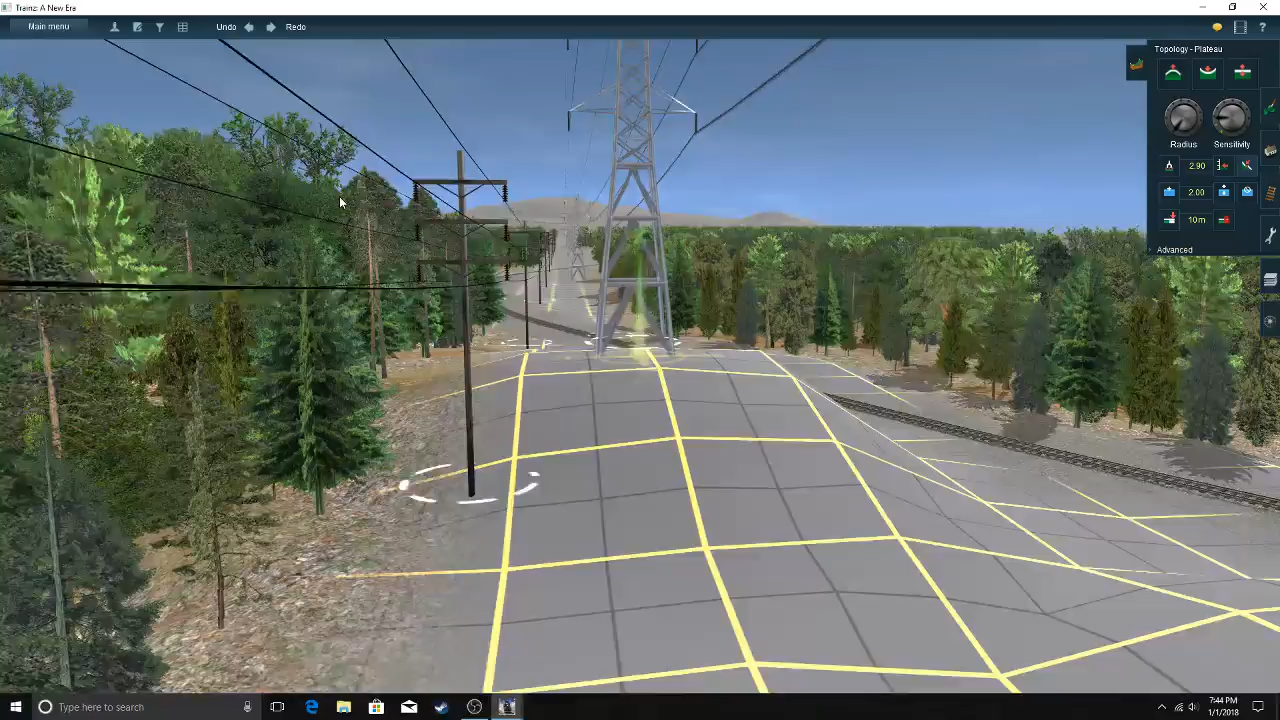 Trainz: A New Era
Main menu
Undo
Redo
?
Topology - Plateau
Radius
Sensitivity
2.90
2.00
10m
Advanced
Type here to search
7:44 PM
1/1/2018